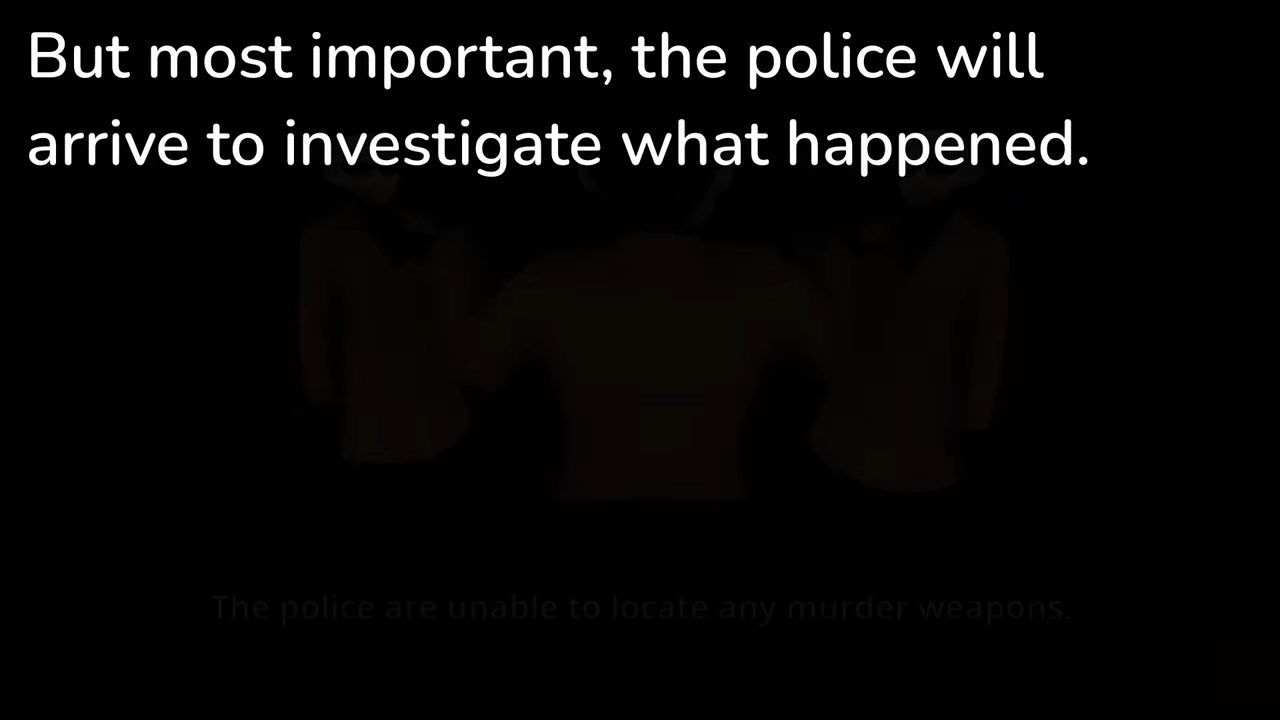 But most important, the police will
arrive to investigate what happened.
The police are unable to locate any murder weapons.